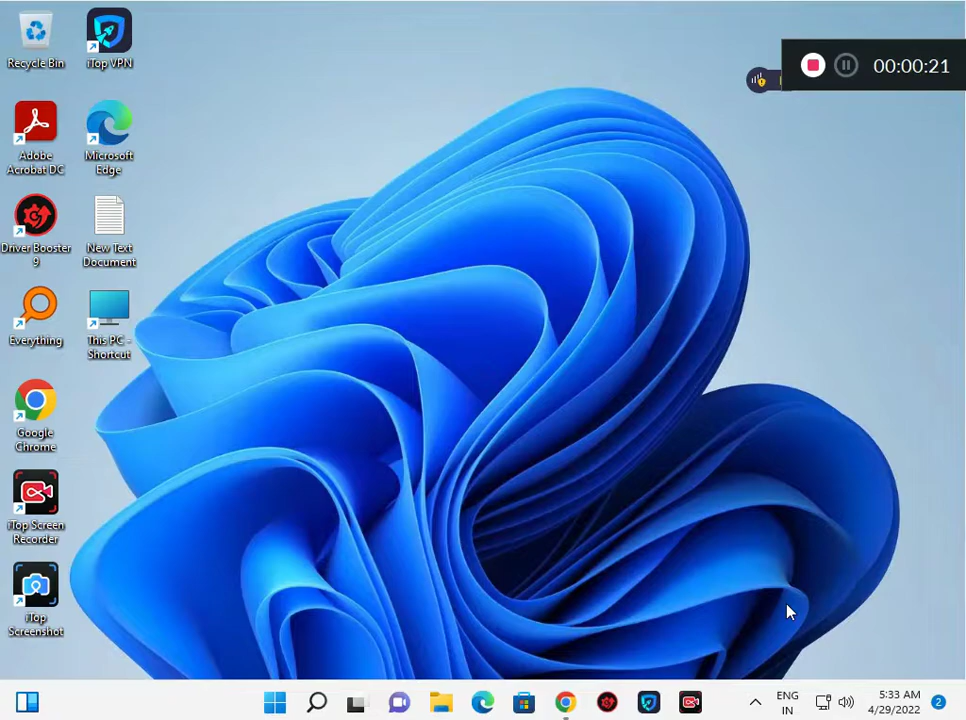 Recycle Bin
iTop VPN
00:00:21
Adobe
Acrobat DC
Microsoft
Edge
Driver Booster
9
New Text
Document
Everything
This PC -
Shortcut
Google
Chrome
iTop Screen
Recorder
iTop
Screenshot
ENG
IN
5:33 AM
4/29/2022
2